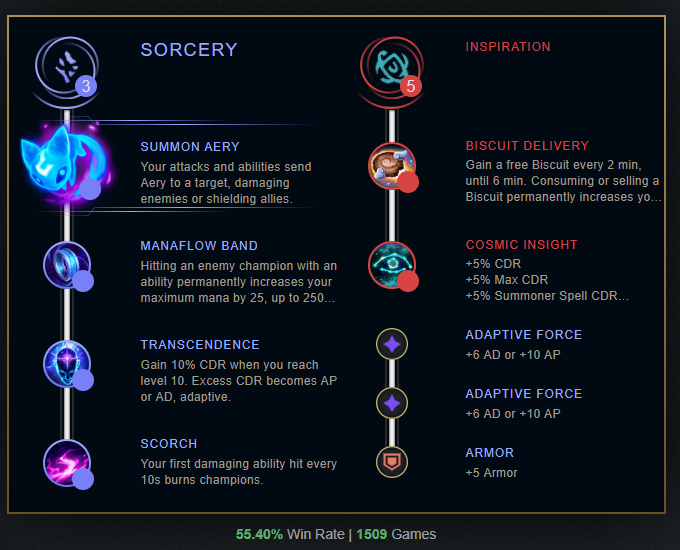 SORCERY
3
SUMMON AERY
Your attacks and abilities send
Aery to a target, damaging
enemies or shielding allies.
MANAFLOW BAND
Hitting an enemy champion with an
ability permanently increases your
maximum mana by 25, up to 250...
TRANSCENDENCE
Gain 10% CDR when you reach
level 10. Excess CDR becomes AP
or AD, adaptive.
SCORCH
Your first damaging ability hit every
10s burns champions.
INSPIRATION
5
BISCUIT DELIVERY
Gain a free Biscuit every 2 min,
until 6 min. Consuming or selling a
Biscuit permanently increases yo...
COSMIC INSIGHT
+5% CDR
+5% Max CDR
+5% Summoner Spell CDR...
ADAPTIVE FORCE
+6 AD or +10 AP
ADAPTIVE FORCE
+6 AD or +10 AP
ARMOR
+5 Armor
55.40% Win Rate | 1509 Games